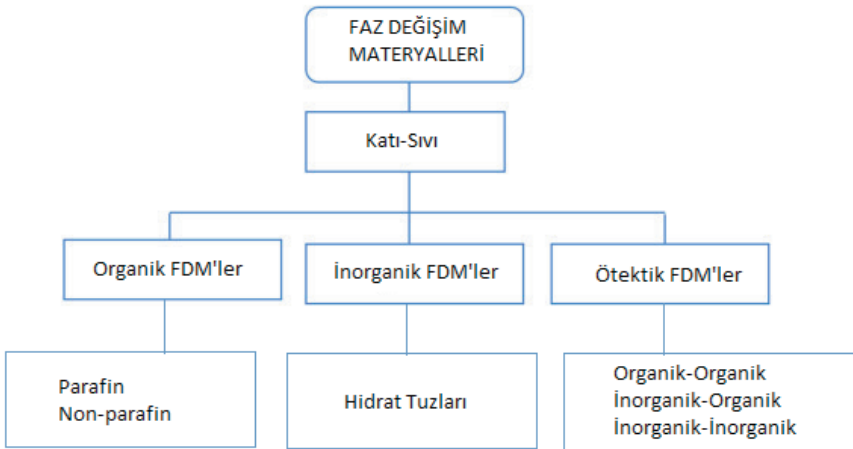 FAZ DEĞİŞİM
MATERYALLERİ
Katı-Sıvı
Organik FDM'ler
İnorganik FDM'ler
Ötektik FDM'ler
Parafin
Non-parafin
Hidrat Tuzları
Organik-Organik
İnorganik-Organik
İnorganik-İnorganik